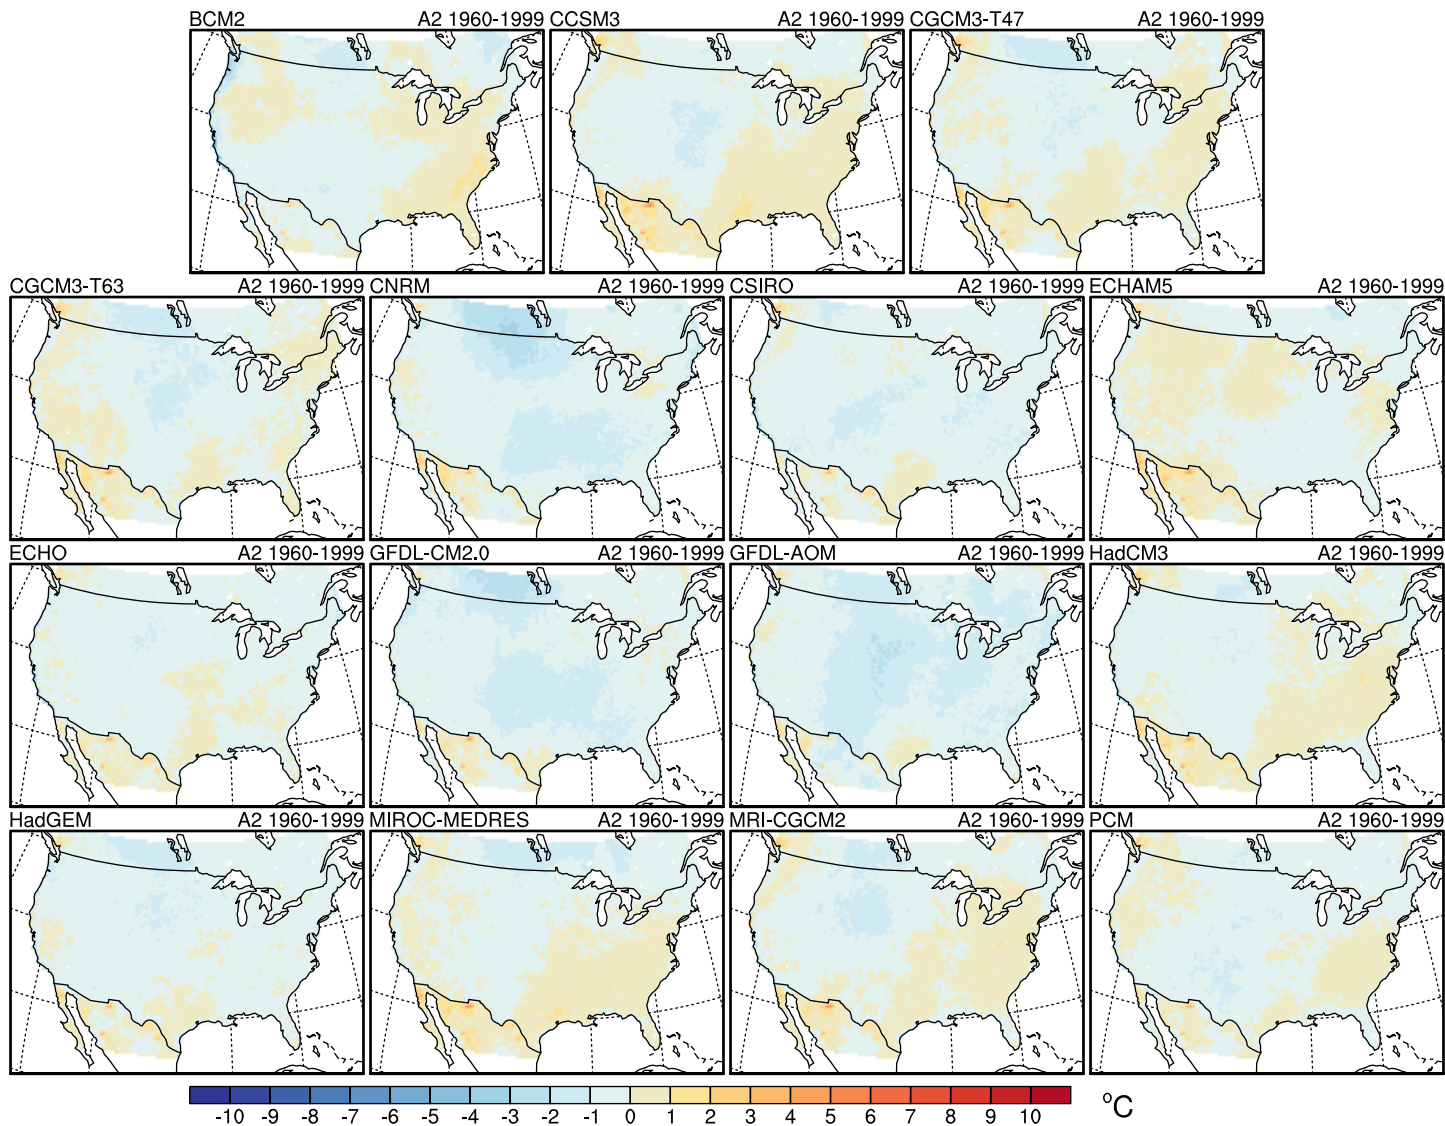 BCM2 A2 1960-1999 CCSM3 A2 1960-1999 CGCM3-T47 A2 1960-1999
CGCM3-T63 A2 1960-1999 CNRM A2 1960-1999 CSIRO A2 1960-1999 ECHAM5 A2 1960-1999
ECHO A2 1960-1999 GFDL-CM2.0 A2 1960-1999 GFDL-AOM A2 1960-1999 HadCM3 A2 1960-1999
HadGEM A2 1960-1999 MIROC-MEDRES A2 1960-1999 MRI-CGCM2 A2 1960-1999 PCM A2 1960-1999
-10 -9 -8 -7 -6 -5 -4 -3 -2 -1 0 1 2 3 4 5 6 7 8 9 10 °C